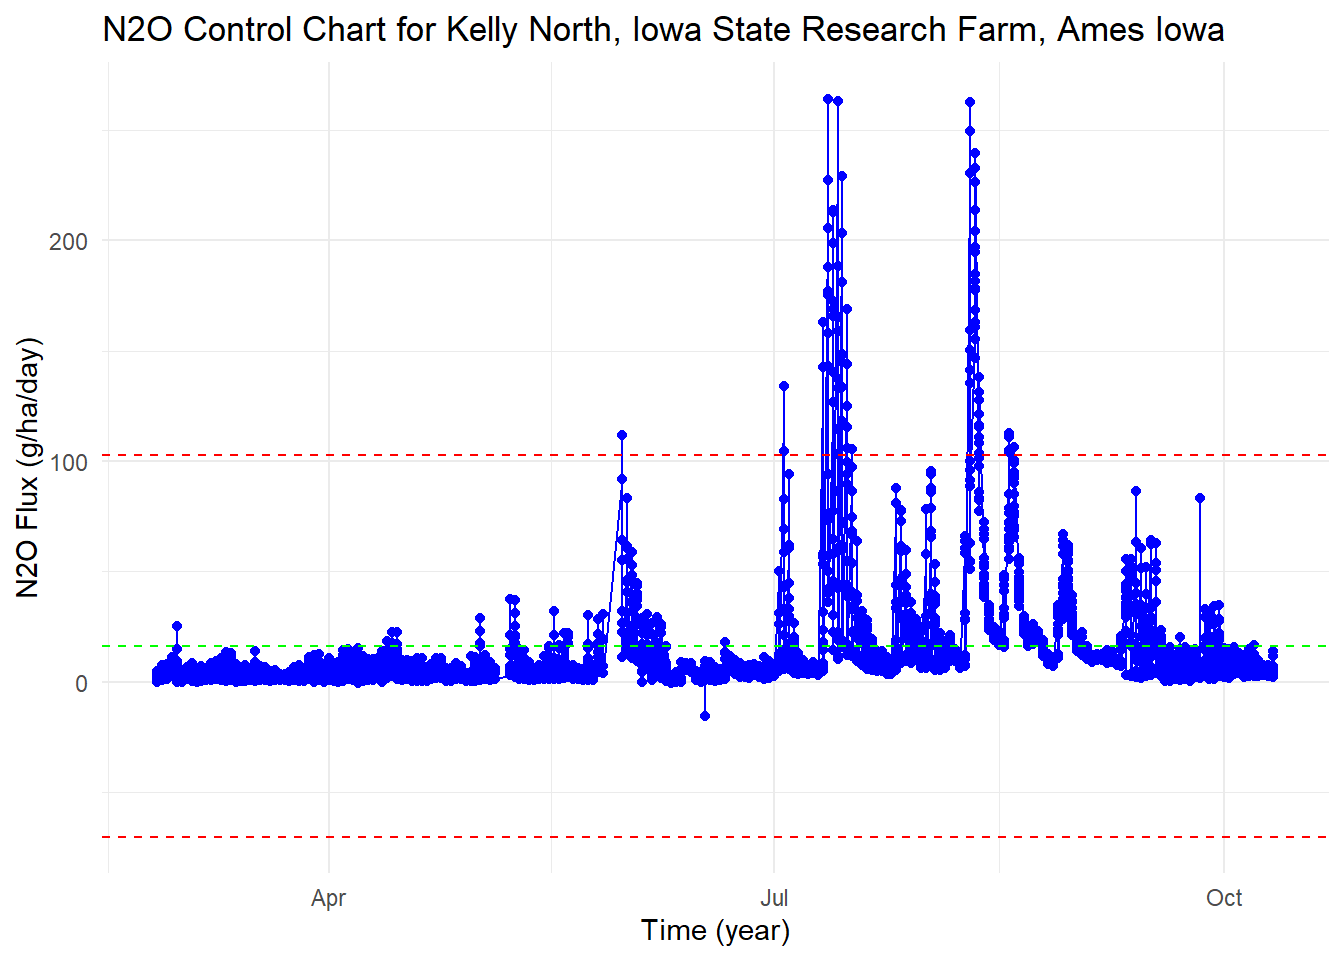 N2O Control Chart for Kelly North, Iowa State Research Farm, Ames Iowa
N2O Flux (g/ha/day)
200
100
0
Apr
Jul
Oct
Time (year)